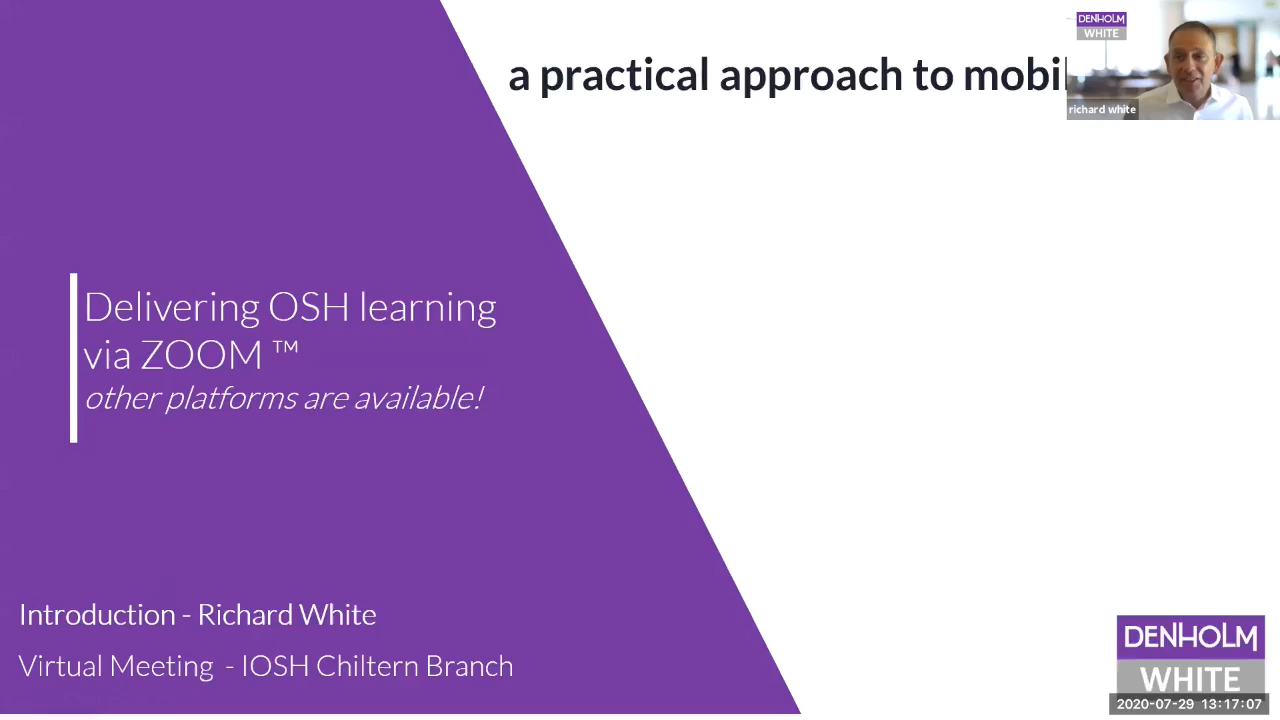 a practical approach to mobil
DENHOLM
WHITE
richard white
Delivering OSH learning
via ZOOM ™
other platforms are available!
Introduction - Richard White
Virtual Meeting - IOSH Chiltern Branch
DENHOLM
WHITE
2020-07-29 13:17:07